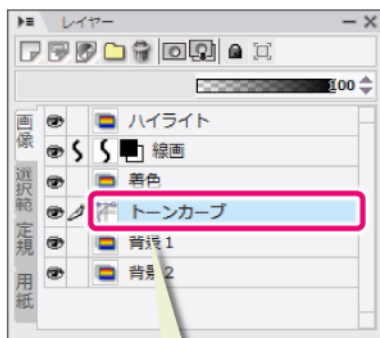 レイヤー
100
画像
選択範
定規
用紙
ハイライト
線画
着色
トーンカーブ
背景 1
背景 2